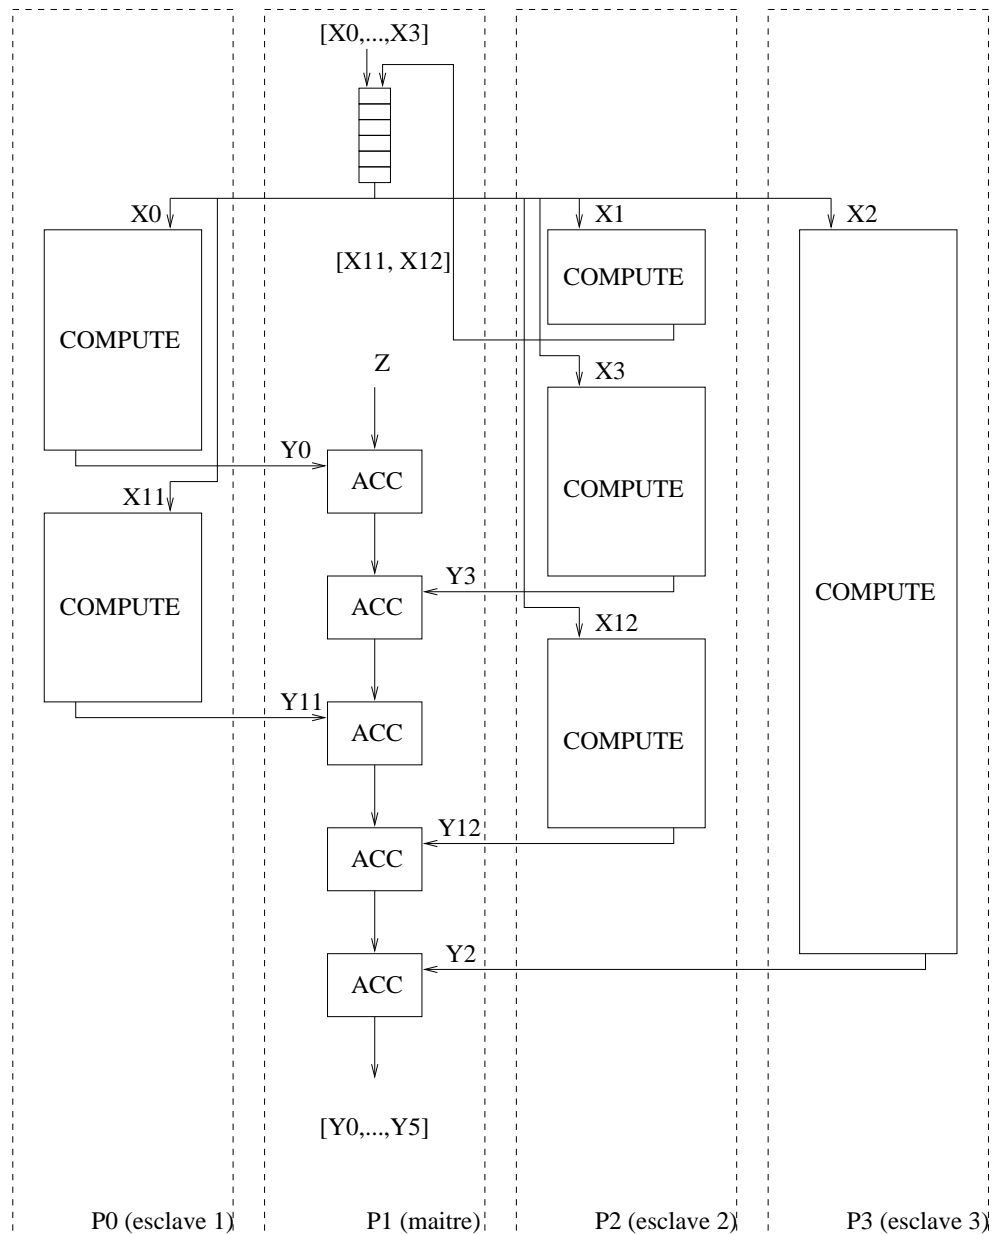 [X0,...,X3]
X0
X1
X2
[X11, X12]
COMPUTE
COMPUTE
Z
X3
Y0
ACC
COMPUTE
X11
Y3
COMPUTE
ACC
COMPUTE
X12
Y11
ACC
COMPUTE
Y12
ACC
Y2
ACC
[Y0,...,Y5]
P0 (esclave 1)
P1 (maitre)
P2 (esclave 2)
P3 (esclave 3)